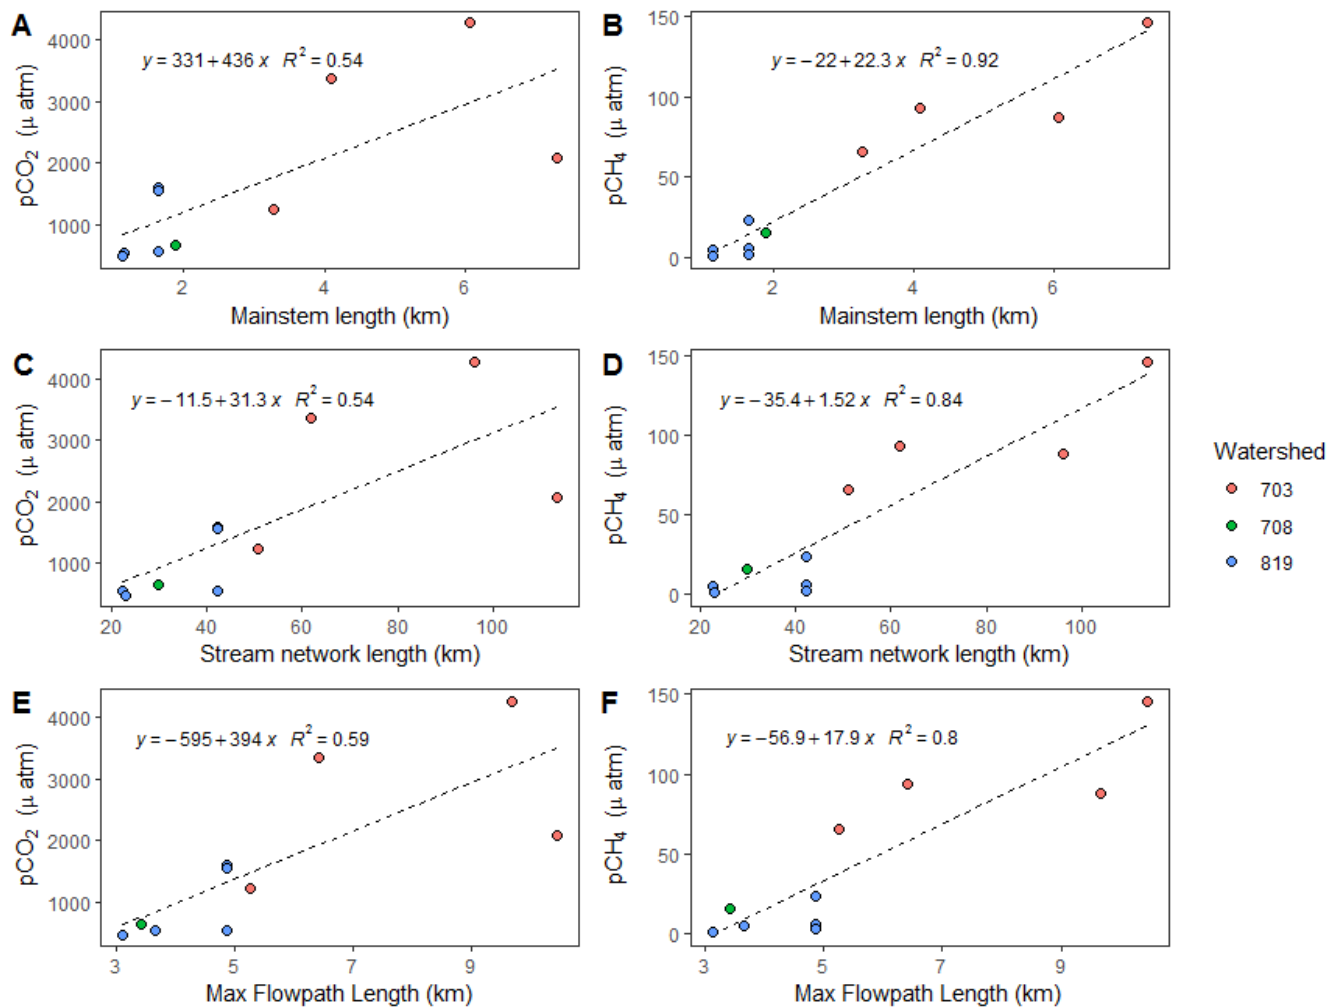 A
y = 331 + 436 x R² = 0.54
pCO₂ (μ atm)
4000
3000
2000
1000
2 4 6
Mainstem length (km)
B
y = −22 + 22.3 x R² = 0.92
pCH₄ (μ atm)
150
100
50
0
2 4 6
Mainstem length (km)
C
y = −11.5 + 31.3 x R² = 0.54
pCO₂ (μ atm)
4000
3000
2000
1000
20 40 60 80 100
Stream network length (km)
D
y = −35.4 + 1.52 x R² = 0.84
pCH₄ (μ atm)
150
100
50
0
20 40 60 80 100
Stream network length (km)
Watershed
703
708
819
E
y = −595 + 394 x R² = 0.59
pCO₂ (μ atm)
4000
3000
2000
1000
3 5 7 9
Max Flowpath Length (km)
F
y = −56.9 + 17.9 x R² = 0.8
pCH₄ (μ atm)
150
100
50
0
3 5 7 9
Max Flowpath Length (km)